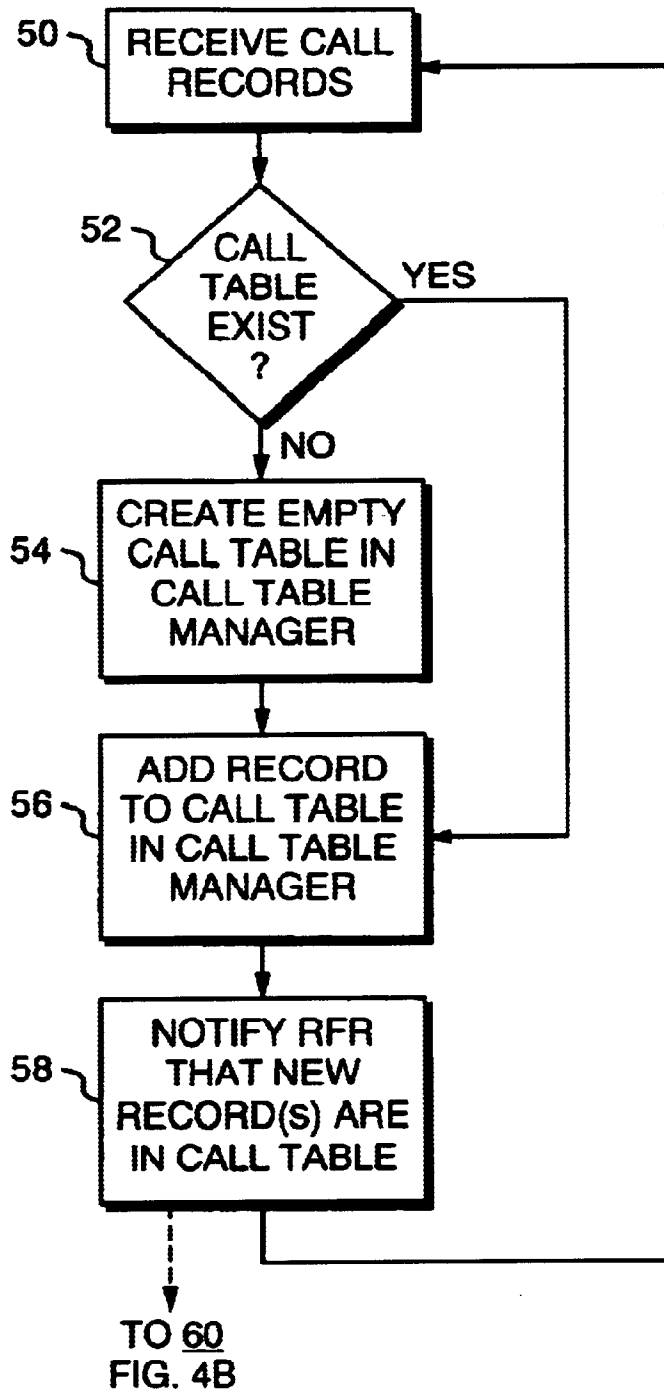 50
RECEIVE CALL
RECORDS
52
CALL
TABLE
EXIST
?
YES
NO
54
CREATE EMPTY
CALL TABLE IN
CALL TABLE
MANAGER
56
ADD RECORD
TO CALL TABLE
IN CALL TABLE
MANAGER
58
NOTIFY RFR
THAT NEW
RECORD(S) ARE
IN CALL TABLE
TO 60
FIG. 4B